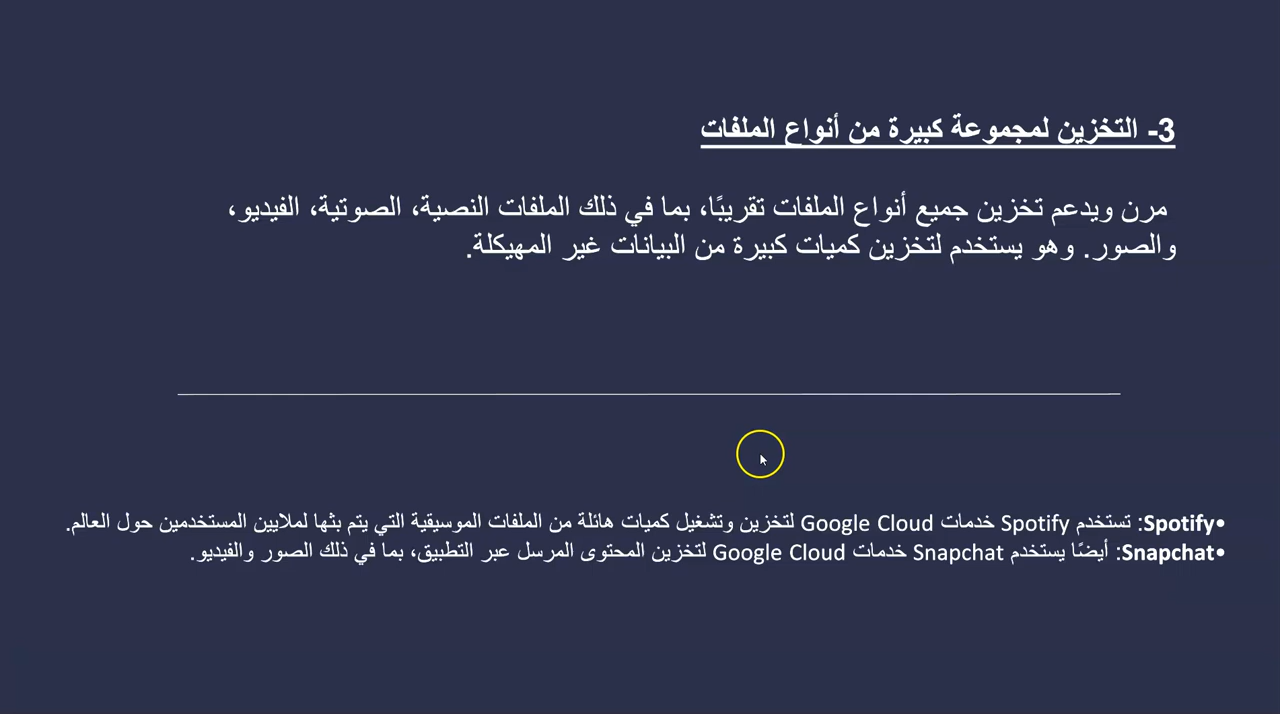 3- التخزين لمجموعة كبيرة من أنواع الملفات
مرن ويدعم تخزين جميع أنواع الملفات تقريبًا، بما في ذلك الملفات النصية، الصوتية، الفيديو،
والصور. وهو يستخدم لتخزين كميات كبيرة من البيانات غير المهيكلة.
•Spotify: تستخدم Spotify خدمات Google Cloud لتخزين وتشغيل كميات هائلة من الملفات الموسيقية التي يتم بثها لملايين المستخدمين حول العالم.
•Snapchat: أيضًا يستخدم Snapchat خدمات Google Cloud لتخزين المحتوى المرسل عبر التطبيق، بما في ذلك الصور والفيديو.